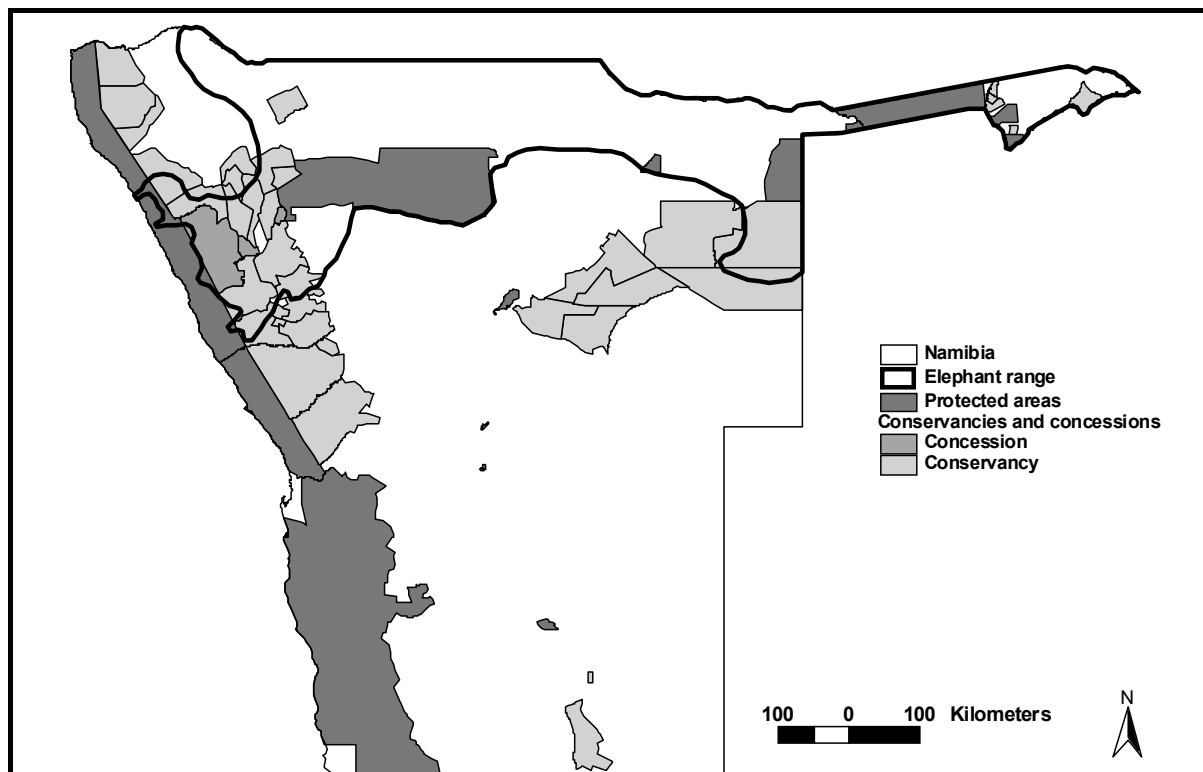 Namibia
Elephant range
Protected areas
Conservancies and concessions
Concession
Conservancy
100 0 100 Kilometers
N